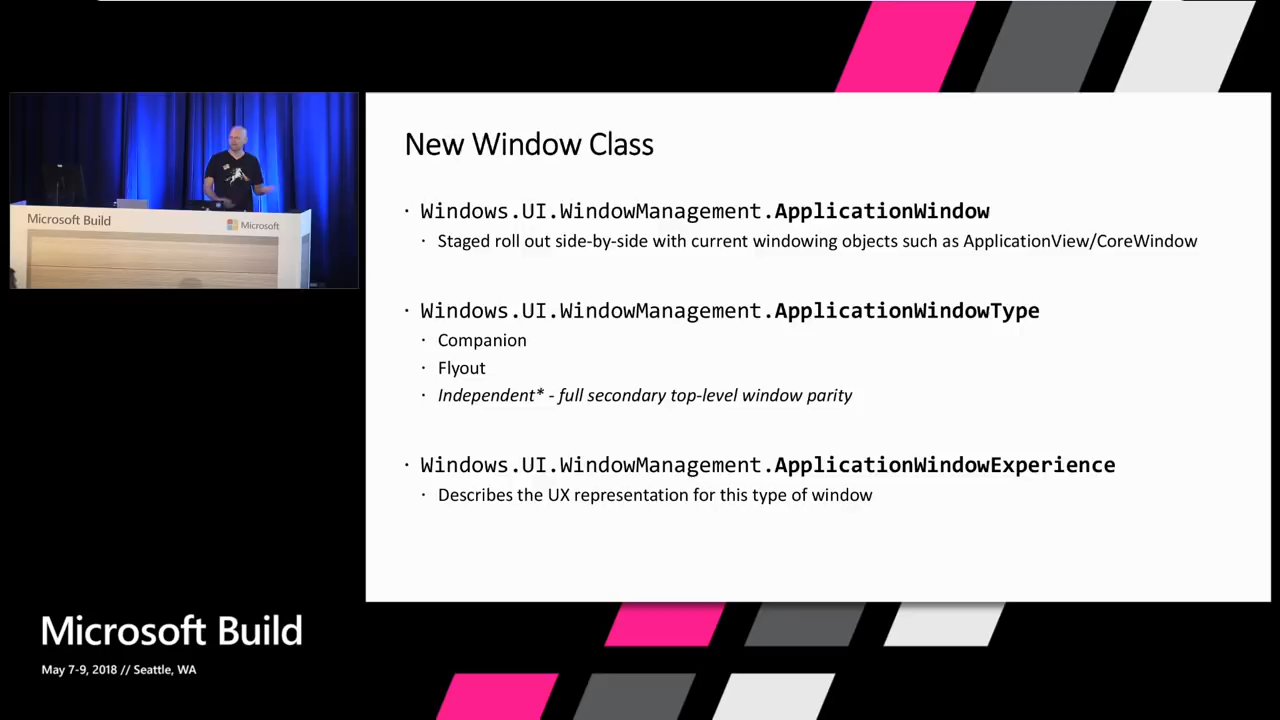 Microsoft Build
Microsoft
New Window Class
· Windows.UI.WindowManagement.ApplicationWindow
· Staged roll out side-by-side with current windowing objects such as ApplicationView/CoreWindow
· Windows.UI.WindowManagement.ApplicationWindowType
· Companion
· Flyout
· Independent* - full secondary top-level window parity
· Windows.UI.WindowManagement.ApplicationWindowExperience
· Describes the UX representation for this type of window
Microsoft Build
May 7-9, 2018 // Seattle, WA